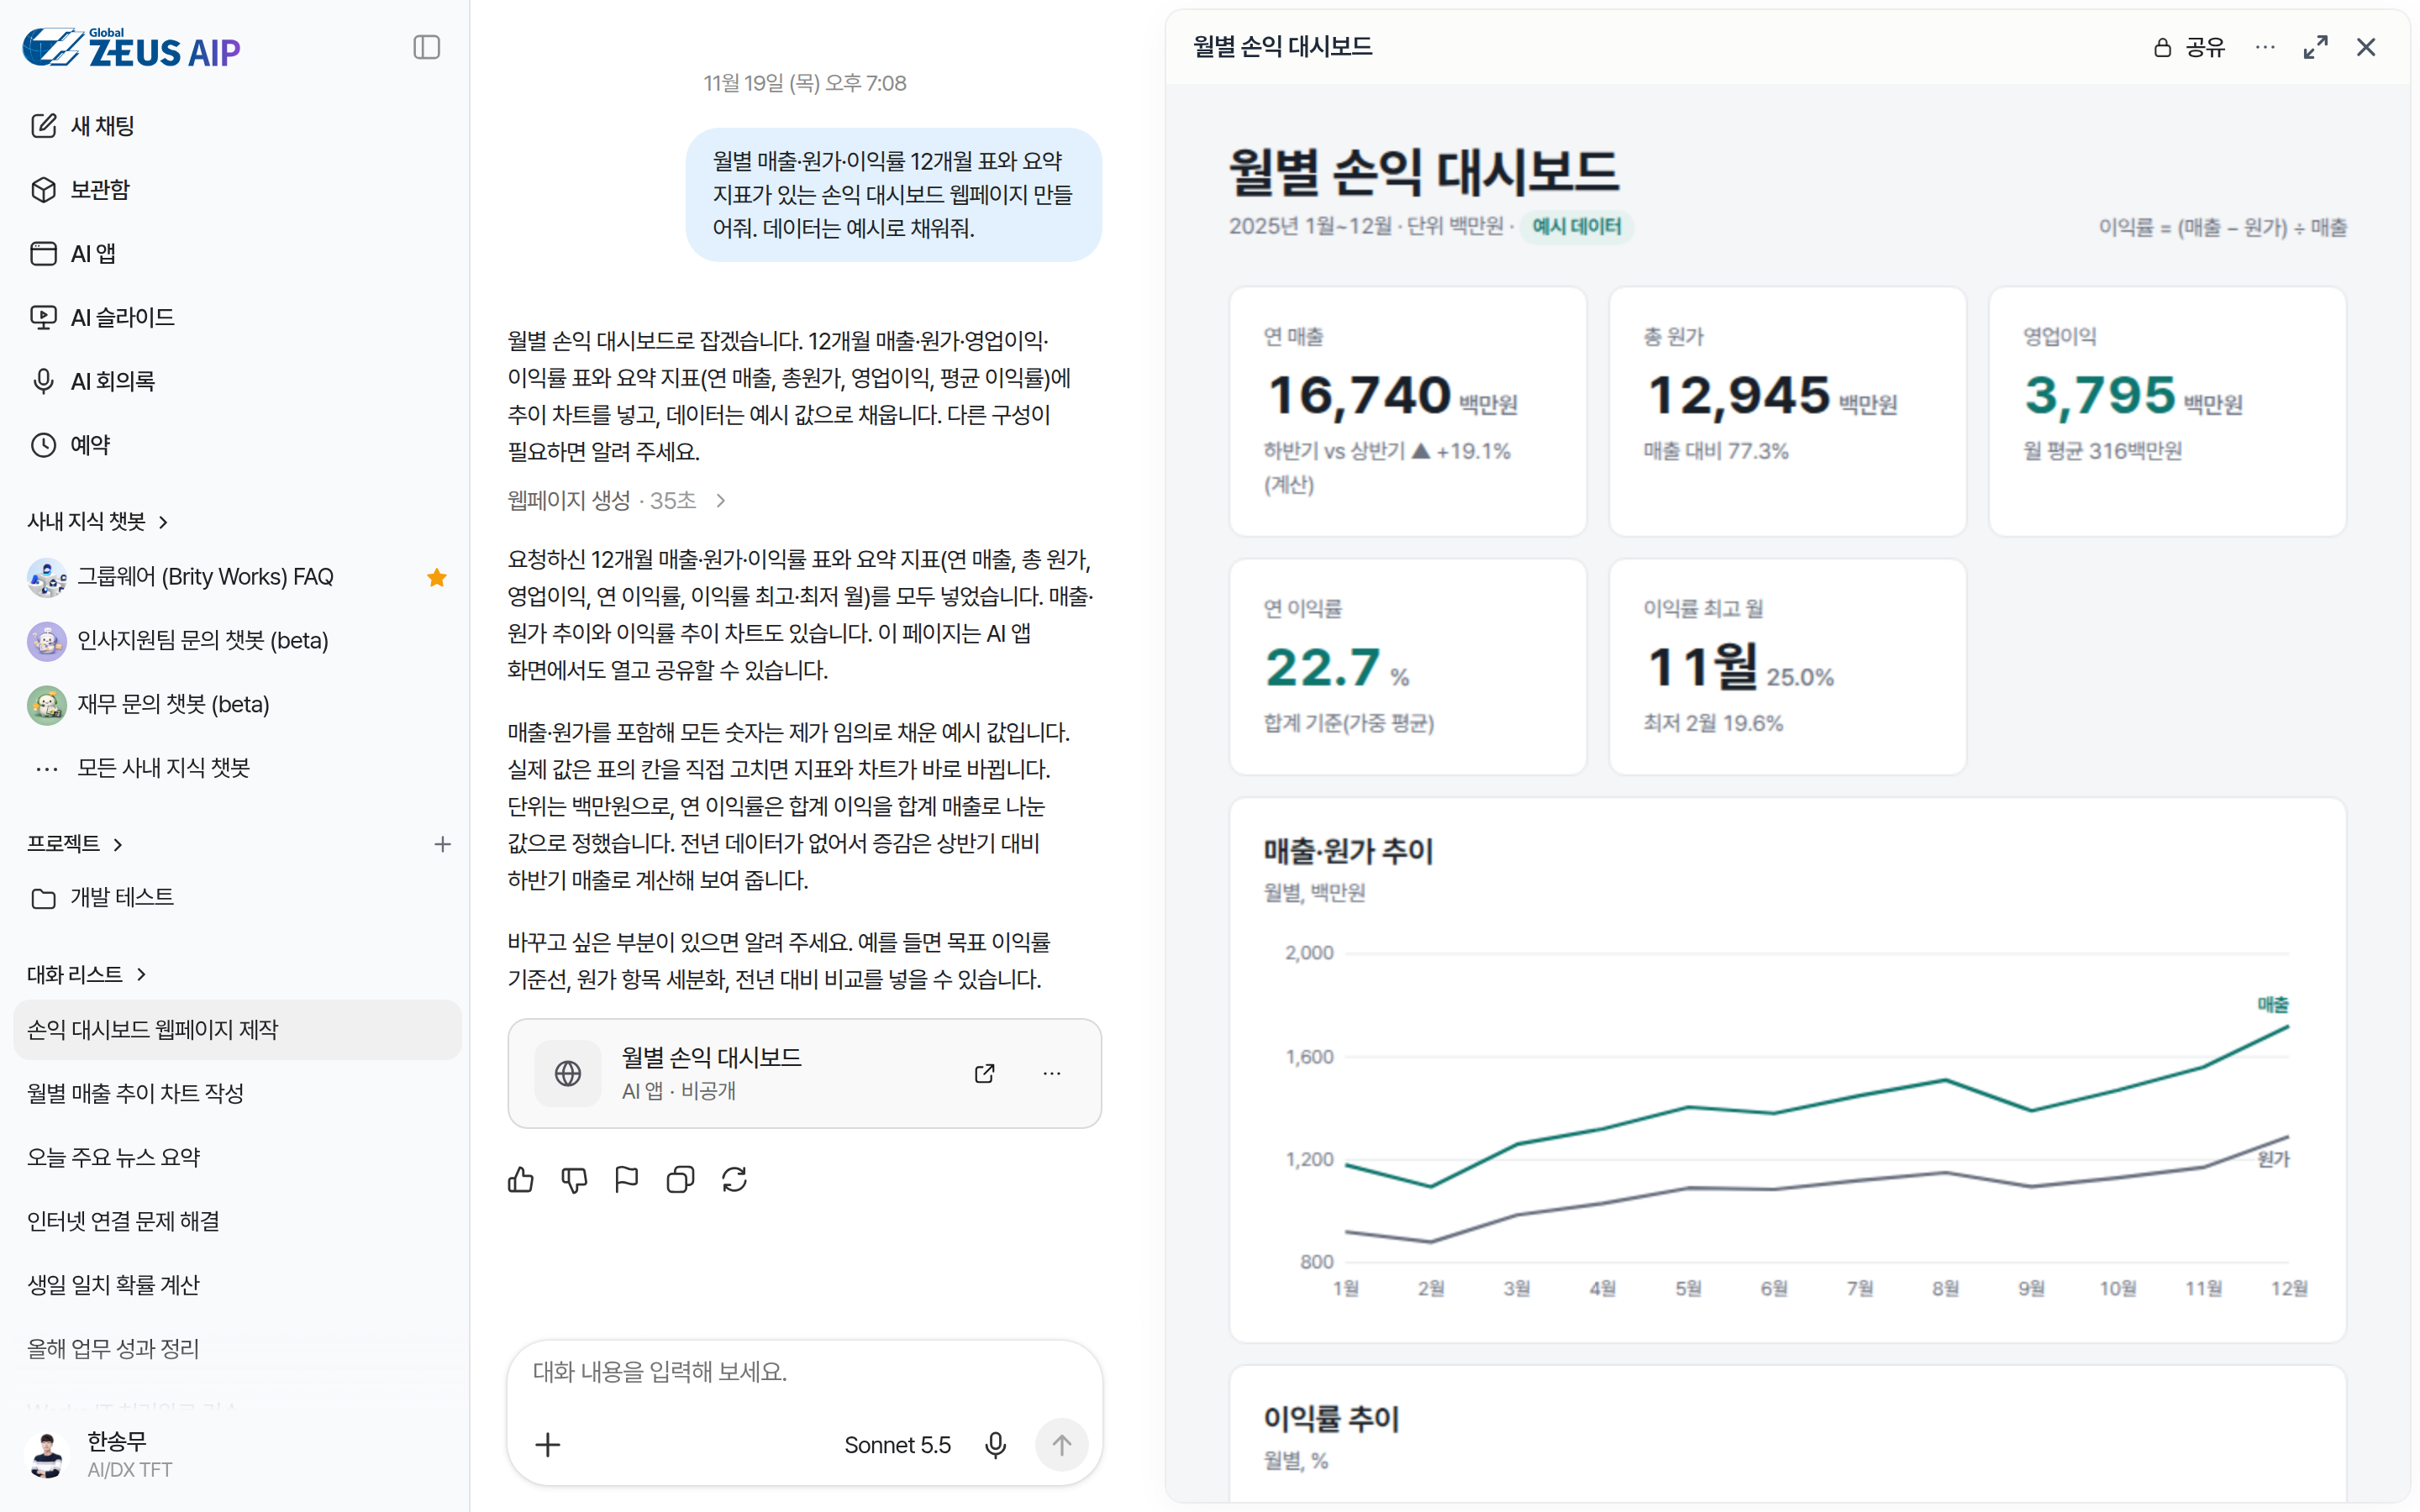 Global
ZEUS AIP
새 채팅
보관함
AI 앱
AI 슬라이드
AI 회의록
예약
사내 지식 챗봇
그룹웨어 (Brity Works) FAQ
인사지원팀 문의 챗봇 (beta)
재무 문의 챗봇 (beta)
모든 사내 지식 챗봇
프로젝트
개발 테스트
대화 리스트
손익 대시보드 웹페이지 제작
월별 매출 추이 차트 작성
오늘 주요 뉴스 요약
인터넷 연결 문제 해결
생일 일치 확률 계산
올해 업무 성과 정리
한송무
AI/DX TFT
11월 19일 (목) 오후 7:08
월별 매출·원가·이익률 12개월 표와 요약
지표가 있는 손익 대시보드 웹페이지 만들
어줘. 데이터는 예시로 채워줘.
월별 손익 대시보드로 잡겠습니다. 12개월 매출·원가·영업이익·
이익률 표와 요약 지표(연 매출, 총원가, 영업이익, 평균 이익률)에
추이 차트를 넣고, 데이터는 예시 값으로 채웁니다. 다른 구성이
필요하면 알려 주세요.
웹페이지 생성 · 35초
요청하신 12개월 매출·원가·이익률 표와 요약 지표(연 매출, 총 원가,
영업이익, 연 이익률, 이익률 최고·최저 월)를 모두 넣었습니다. 매출·
원가 추이와 이익률 추이 차트도 있습니다. 이 페이지는 AI 앱
화면에서도 열고 공유할 수 있습니다.
매출·원가를 포함해 모든 숫자는 제가 임의로 채운 예시 값입니다.
실제 값은 표의 칸을 직접 고치면 지표와 차트가 바로 바뀝니다.
단위는 백만원으로, 연 이익률은 합계 이익을 합계 매출로 나눈
값으로 정했습니다. 전년 데이터가 없어서 증감은 상반기 대비
하반기 매출로 계산해 보여 줍니다.
바꾸고 싶은 부분이 있으면 알려 주세요. 예를 들면 목표 이익률
기준선, 원가 항목 세분화, 전년 대비 비교를 넣을 수 있습니다.
월별 손익 대시보드
AI 앱 · 비공개
대화 내용을 입력해 보세요.
Sonnet 5.5
월별 손익 대시보드
공유
월별 손익 대시보드
2025년 1월~12월 · 단위 백만원 · 예시 데이터
이익률 = (매출 − 원가) ÷ 매출
연 매출
16,740 백만원
하반기 vs 상반기 ▲ +19.1%
(계산)
총 원가
12,945 백만원
매출 대비 77.3%
영업이익
3,795 백만원
월 평균 316백만원
연 이익률
22.7 %
합계 기준(가중 평균)
이익률 최고 월
11월 25.0%
최저 2월 19.6%
매출·원가 추이
월별, 백만원
2,000
1,600
1,200
800
매출
원가
1월 2월 3월 4월 5월 6월 7월 8월 9월 10월 11월 12월
이익률 추이
월별, %